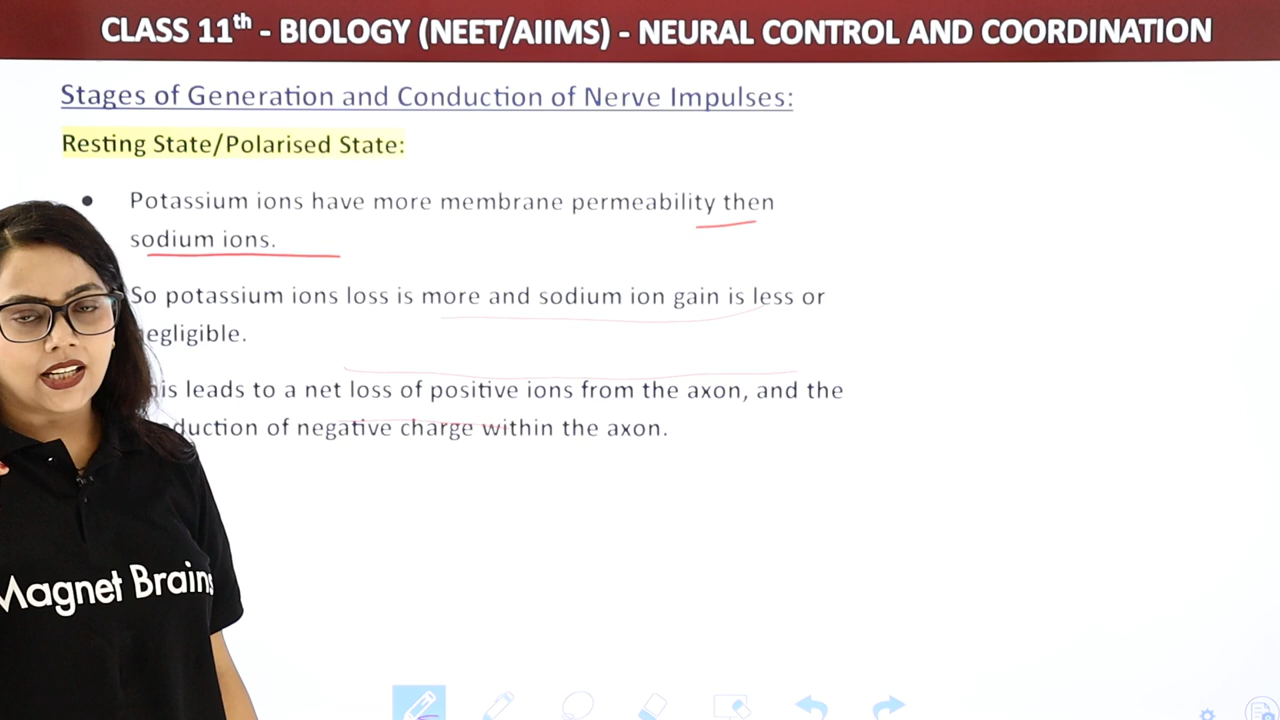 CLASS 11th - BIOLOGY (NEET/AIIMS) - NEURAL CONTROL AND COORDINATION
Stages of Generation and Conduction of Nerve Impulses:
Resting State/Polarised State:
• Potassium ions have more membrane permeability then
sodium ions.
So potassium ions loss is more and sodium ion gain is less or
egligible.
is leads to a net loss of positive ions from the axon, and the
duction of negative charge within the axon.
Magnet Brains